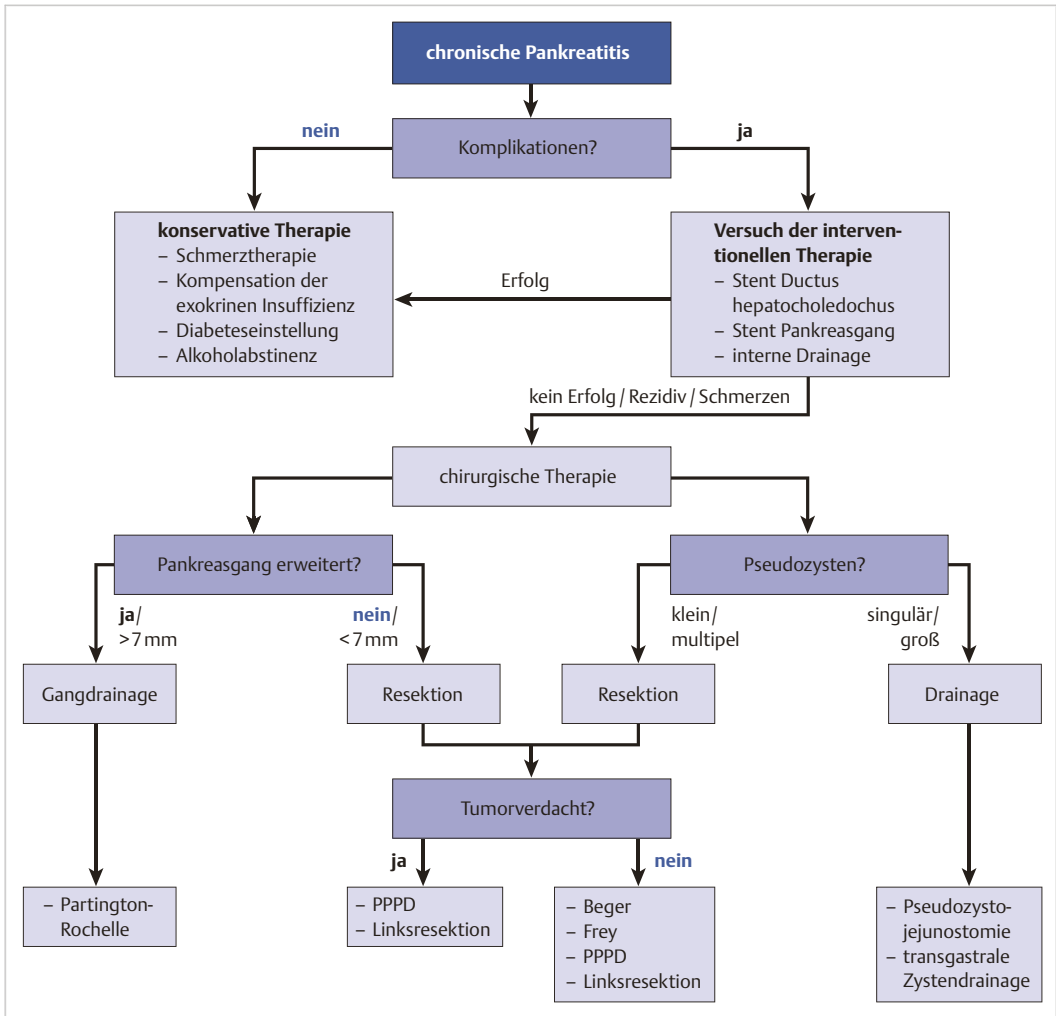 chronische Pankreatitis
nein
Komplikationen?
ja
konservative Therapie
– Schmerztherapie
– Kompensation der
exokrinen Insuffizienz
– Diabeteseinstellung
– Alkoholabstinenz
Erfolg
Versuch der interven-
tionellen Therapie
– Stent Ductus
hepatocholedochus
– Stent Pankreasgang
– interne Drainage
kein Erfolg / Rezidiv / Schmerzen
chirurgische Therapie
Pankreasgang erweitert?
Pseudozysten?
ja/
>7 mm
nein/
<7 mm
klein/
multipel
singulär/
groß
Gangdrainage
Resektion
Resektion
Drainage
Tumorverdacht?
ja
nein
– Partington-
Rochelle
– PPPD
– Linksresektion
– Beger
– Frey
– PPPD
– Linksresektion
– Pseudozysto-
jejunostomie
– transgastrale
Zystendrainage